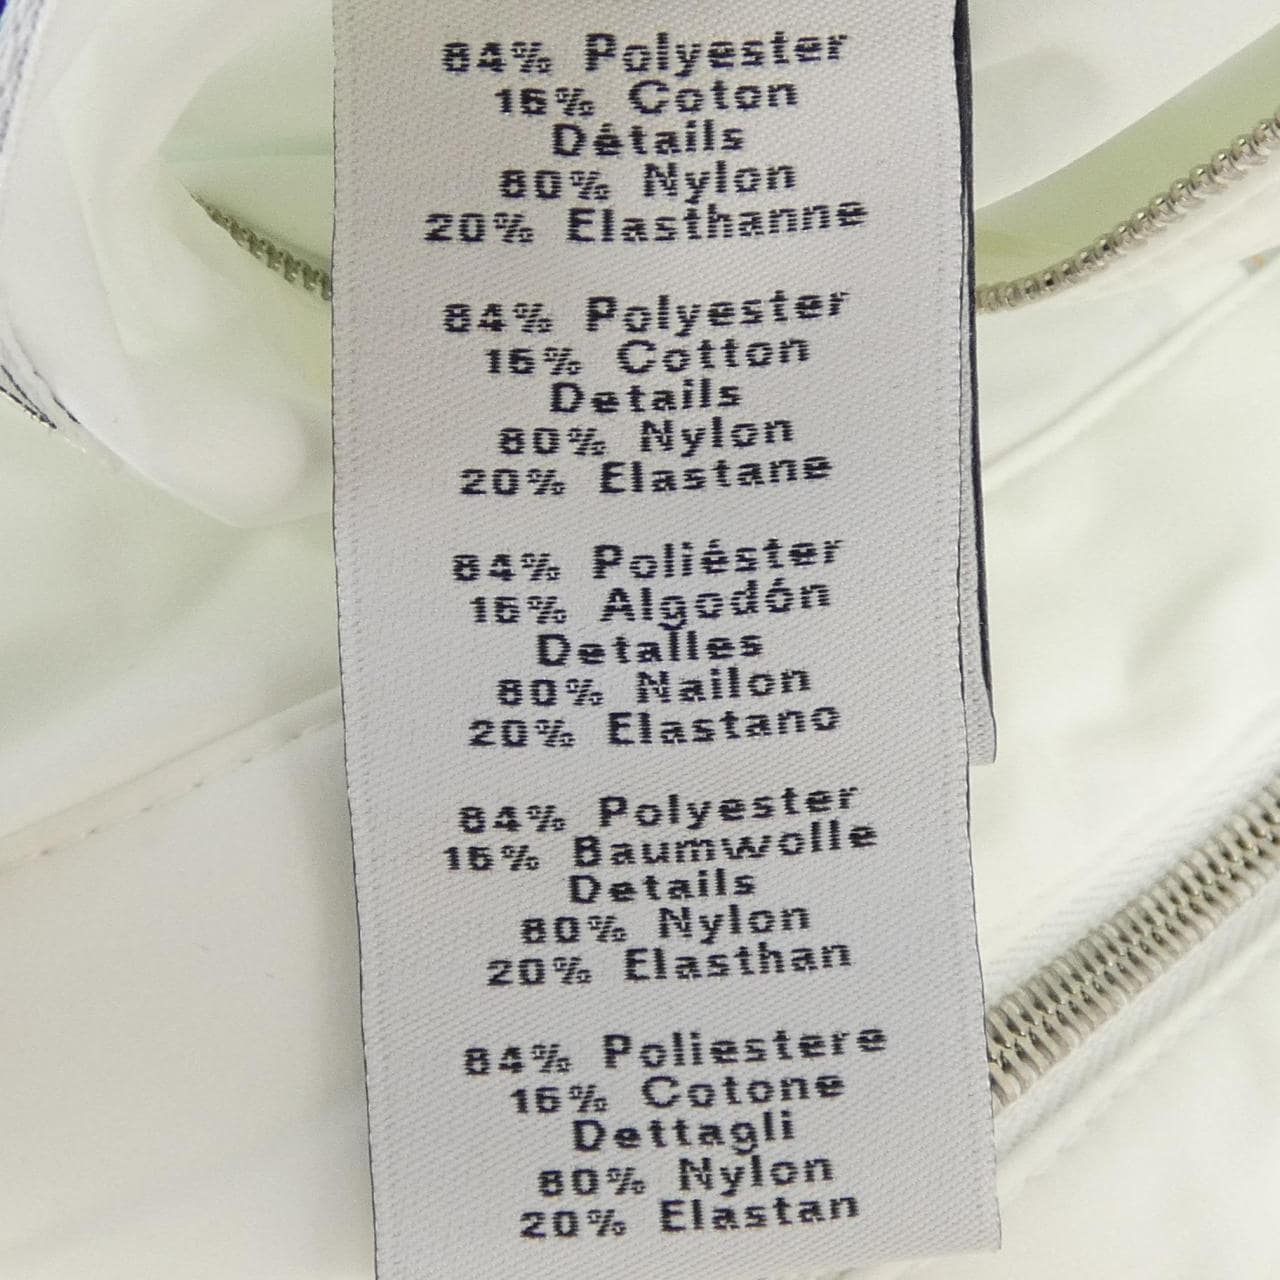 84% Polyester
16% Coton
Détails
80% Nylon
20% Elasthanne
84% Polyester
16% Cotton
Details
80% Nylon
20% Elastane
84% Poliéster
16% Algodón
Detalles
80% Nailon
20% Elastano
84% Polyester
16% Baumwolle
Details
80% Nylon
20% Elasthan
84% Poliestere
16% Cotone
Dettagli
80% Nylon
20% Elastan